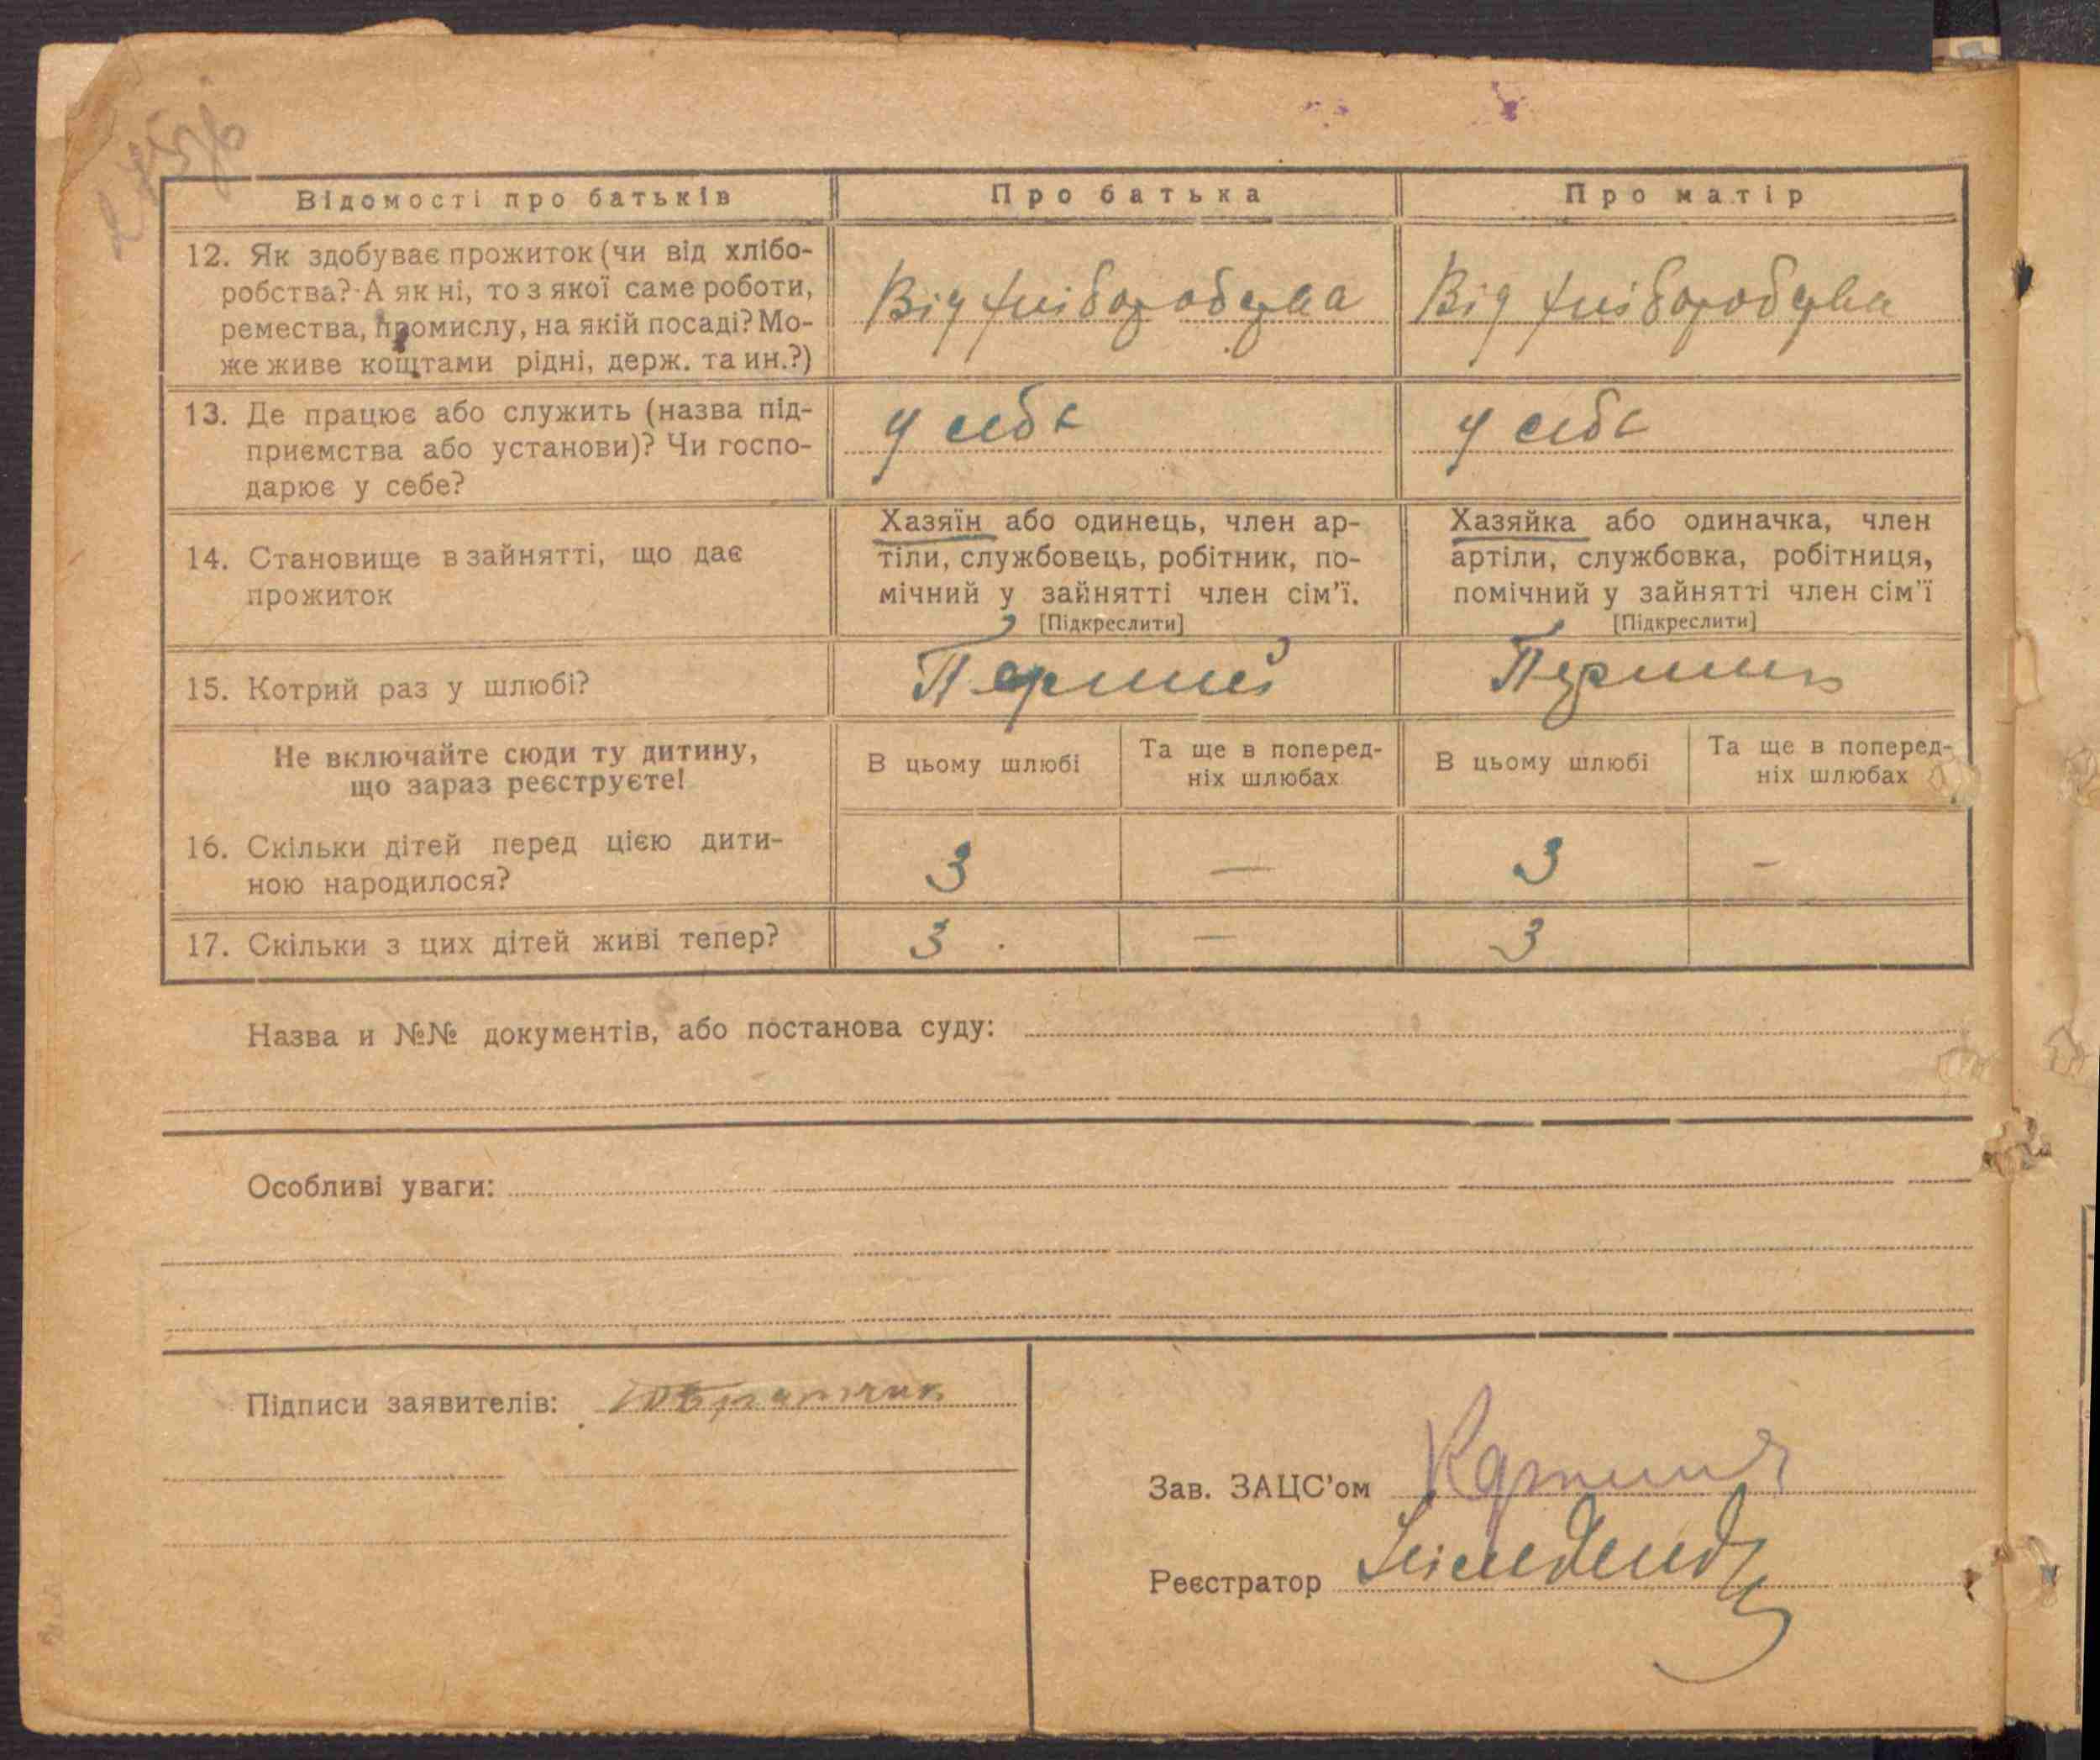 Відомості про батьків
Про батька
Про матір
12. Як здобуває прожиток (чи від хлібо-
робства? А як ні, то з якої саме роботи,
ремества, промислу, на якій посаді? Мо-
же живе коштами рідні, держ. та ин.?)
Від хліборобства
Від хліборобства
13. Де працює або служить (назва під-
приємства або установи)? Чи госпо-
дарює у себе?
у себе
у себе
14. Становище в зайнятті, що дає
прожиток
Хазяїн або одинець, член ар-
тіли, службовець, робітник, по-
мічний у зайнятті член сім'ї.
[Підкреслити]
Хазяйка або одиначка, член
артіли, службовка, робітниця,
помічний у зайнятті член сім'ї
[Підкреслити]
15. Котрий раз у шлюбі?
Перший
Перший
Не включайте сюди ту дитину,
що зараз реєструєте!
В цьому шлюбі
Та ще в поперед-
ніх шлюбах
В цьому шлюбі
Та ще в поперед-
ніх шлюбах
16. Скільки дітей перед цією дити-
ною народилося?
3 — 3 —
17. Скільки з цих дітей живі тепер?
3 — 3
Назва и №№ документів, або постанова суду:
Особливі уваги:
Підписи заявителів:
Зав. ЗАЦС'ом
Реєстратор